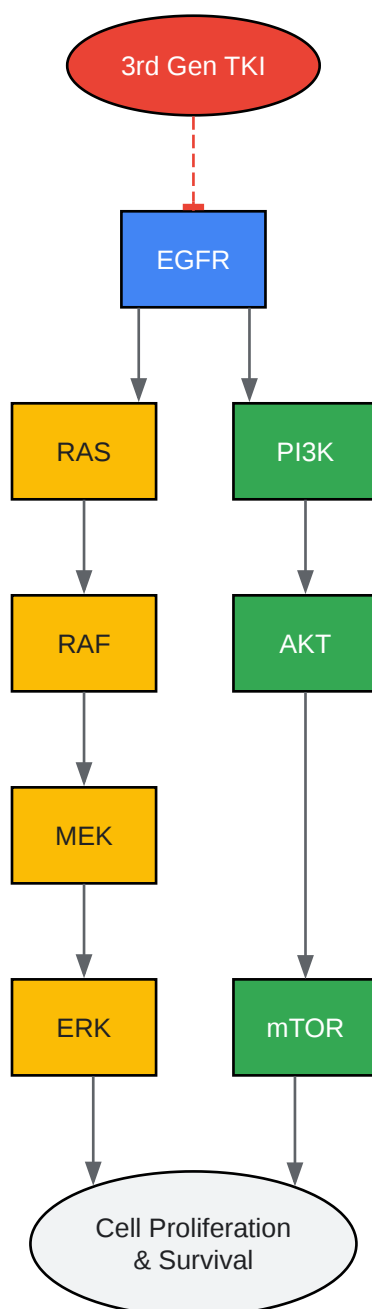 3rd Gen TKI
EGFR
RAS
PI3K
RAF
AKT
MEK
ERK
mTOR
Cell Proliferation
& Survival